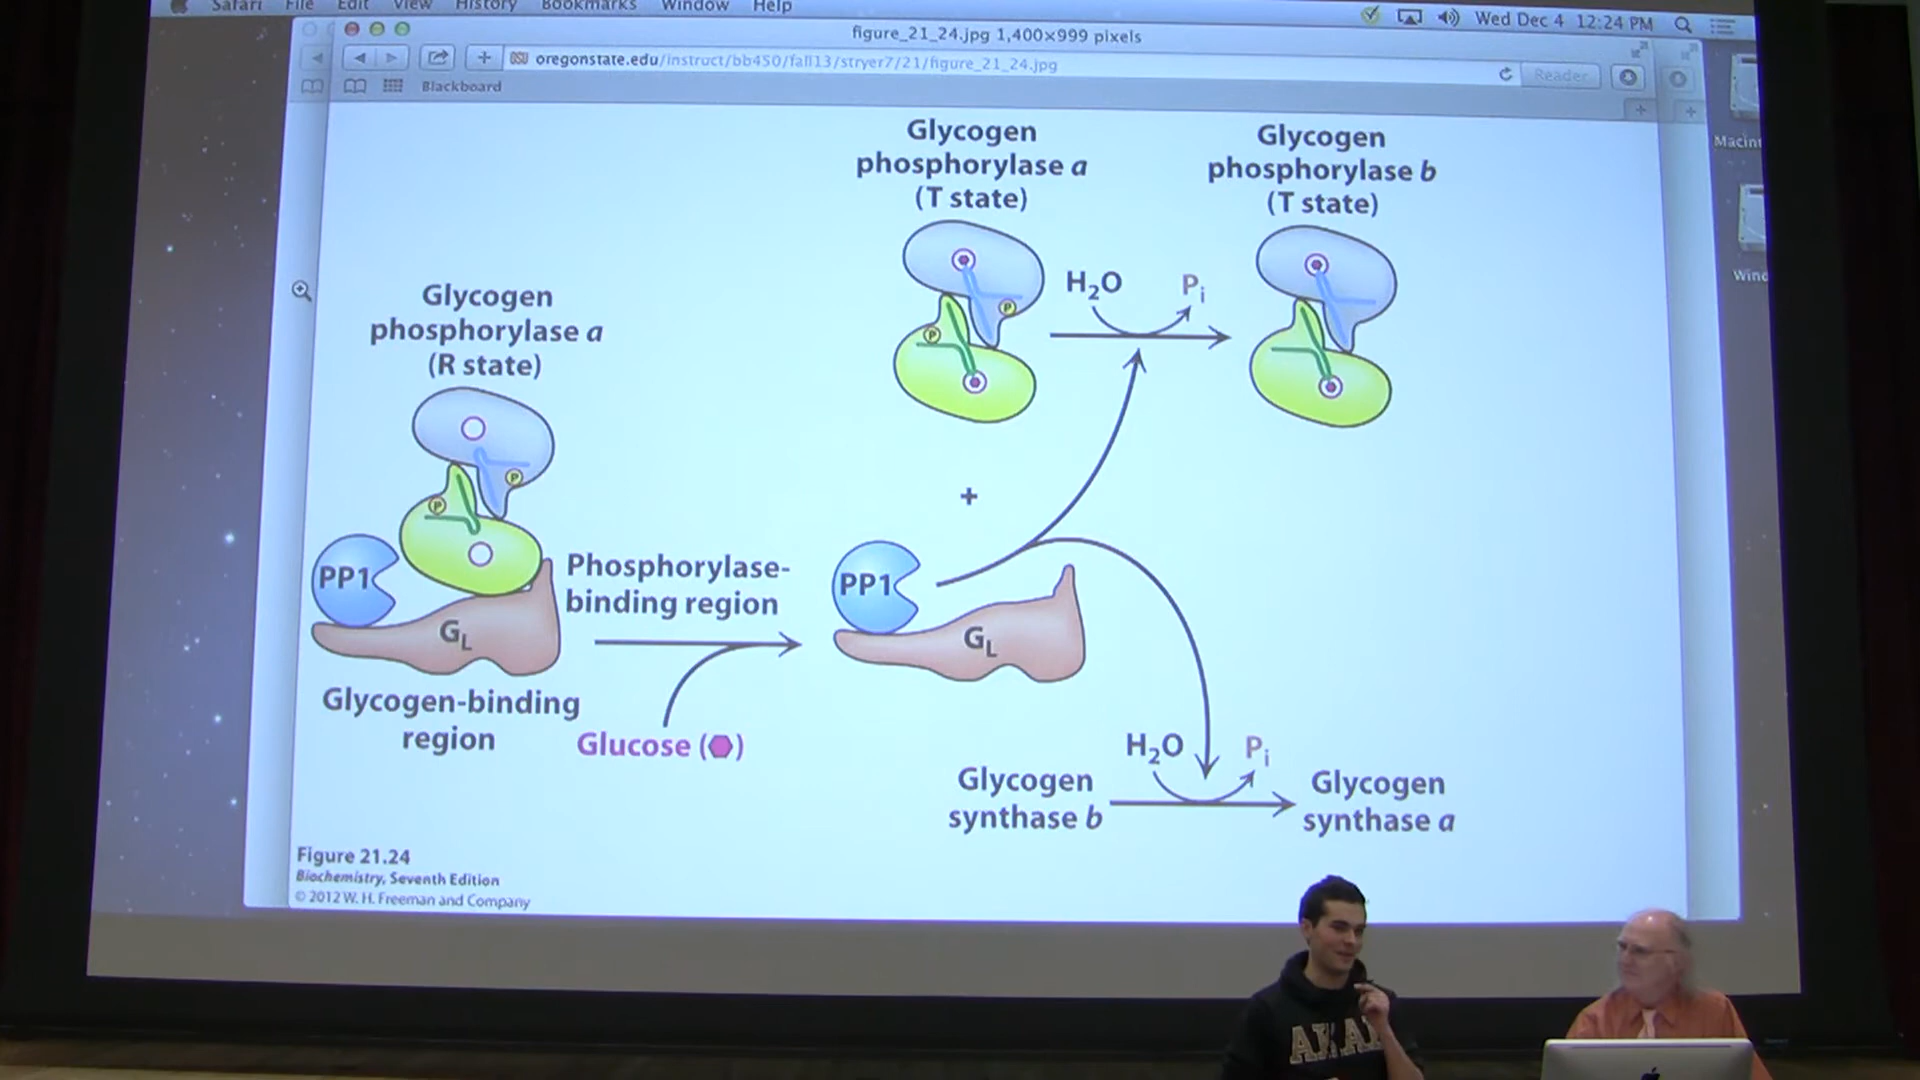 Safari File Edit View History Bookmarks Window Help
Wed Dec 4 12:24 PM
figure_21_24.jpg 1,400×999 pixels
oregonstate.edu/instruct/bb450/fall13/stryer7/21/figure_21_24.jpg
Reader
Blackboard
Glycogen
phosphorylase a
(T state)
Glycogen
phosphorylase b
(T state)
H₂O
Pᵢ
P
P
Glycogen
phosphorylase a
(R state)
P
P
+
PP1
Phosphorylase-
binding region
GL
PP1
GL
Glycogen-binding
region
Glucose ( )
H₂O
Pᵢ
Glycogen
synthase b
Glycogen
synthase a
Figure 21.24
Biochemistry, Seventh Edition
© 2012 W. H. Freeman and Company